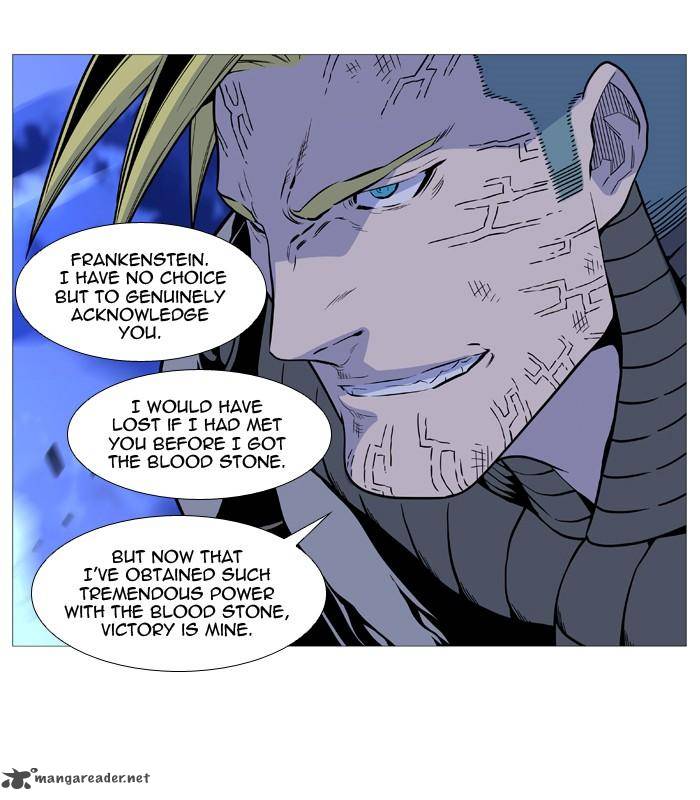 FRANKENSTEIN.
I HAVE NO CHOICE
BUT TO GENUINELY
ACKNOWLEDGE
YOU.
I WOULD HAVE
LOST IF I HAD MET
YOU BEFORE I GOT
THE BLOOD STONE.
BUT NOW THAT
I'VE OBTAINED SUCH
TREMENDOUS POWER
WITH THE BLOOD STONE,
VICTORY IS MINE.
mangareader.net